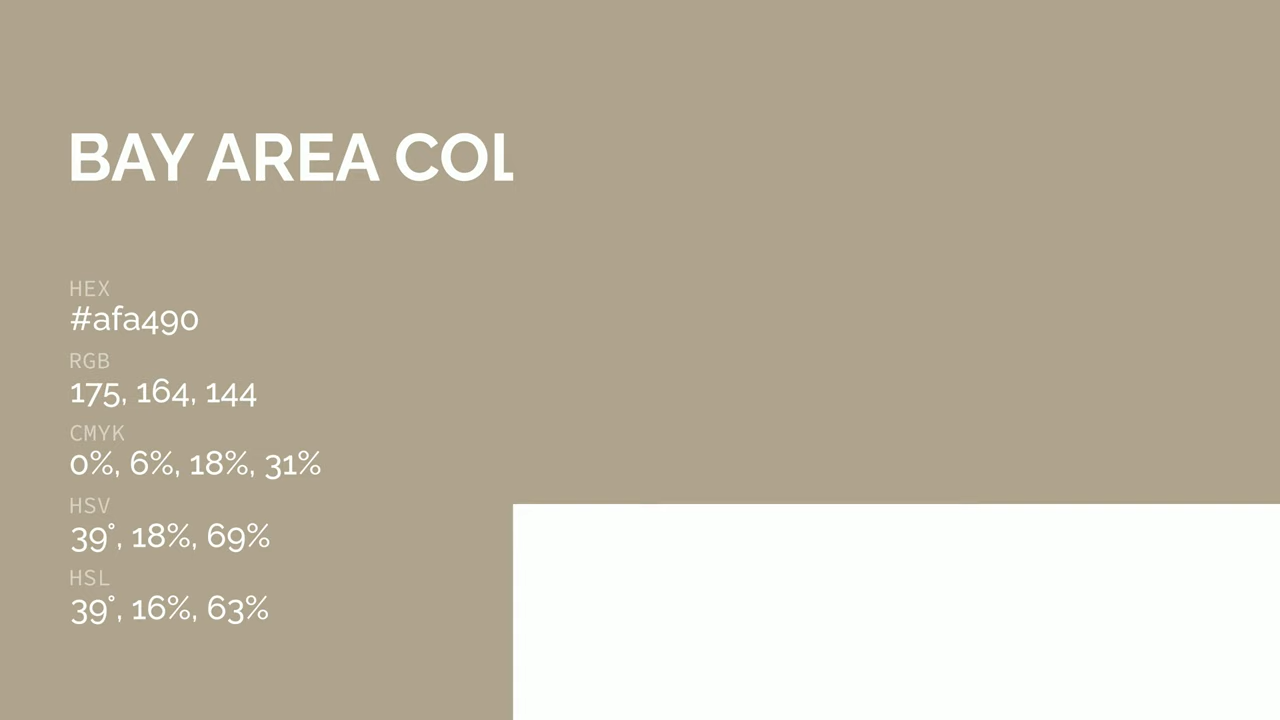 BAY AREA COL
HEX
#afa490
RGB
175, 164, 144
CMYK
0%, 6%, 18%, 31%
HSV
39°, 18%, 69%
HSL
39°, 16%, 63%